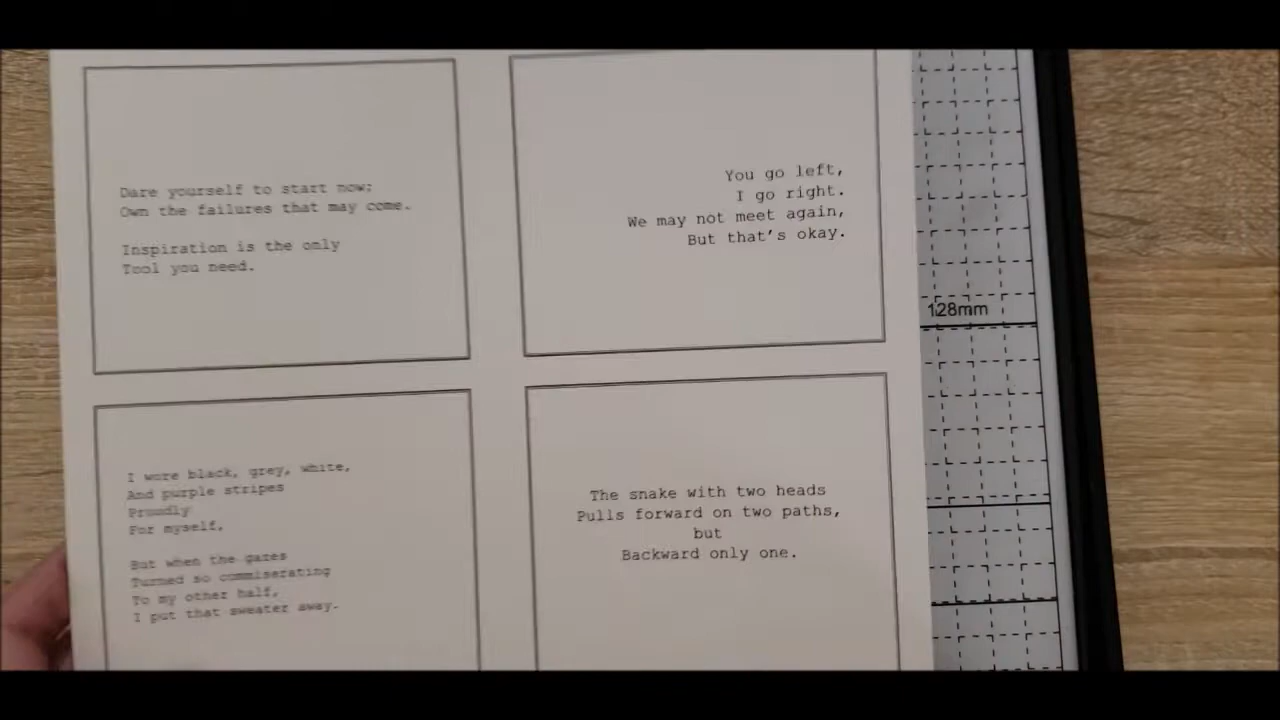 Dare yourself to start now;
Own the failures that may come.
Inspiration is the only
Tool you need.
You go left,
I go right.
We may not meet again,
But that's okay.
I wore black, grey, white,
And purple stripes
Proudly
For myself,
But when the gazes
Turned so commiserating
To my other half,
I put that sweater away.
The snake with two heads
Pulls forward on two paths,
but
Backward only one.
128mm